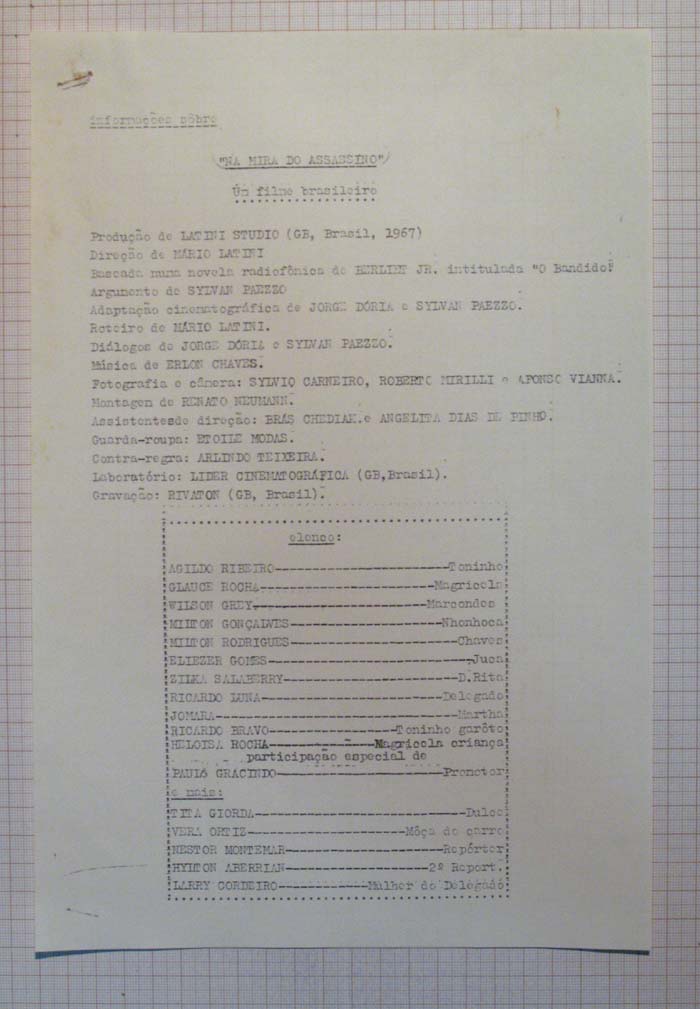 informações sôbre
"NA MIRA DO ASSASSINO"
Um filme brasileiro
Produção de LATINI STUDIO (GB, Brasil, 1967)
Direção de MÁRIO LATINI
Baseada numa novela radiofônica de BERLIET JR. intitulada "O Bandido".
Argumento de SYLVAN PAEZZO
Adaptação cinematográfica de JORGE DÓRIA e SYLVAN PAEZZO.
Roteiro de MÁRIO LATINI.
Diálogos de JORGE DÓRIA e SYLVAN PAEZZO.
Música de ERLON CHAVES.
Fotografia e câmera: SYLVIO CARNEIRO, ROBERTO MIRILLI e AFONSO VIANNA.
Montagem de RENATO NEUMANN.
Assistentesde direção: BRÁS CHEDIAK.e ANGELITA DIAS DE PINHO.
Guarda-roupa: ETOILE MODAS.
Contra-regra: ARLINDO TEIXEIRA.
Laboratório: LIDER CINEMATOGRÁFICA (GB,Brasil).
Gravação: RIVATON (GB, Brasil).
elenco:
AGILDO RIBEIRO------------------------Toninho
GLAUCE ROCHA------------------------Magricela
WILSON GREY------------------------Marcondes
MILTON GONÇALVES---------------------Nhonhoca
MILTON RODRIGUES-----------------------Chaves
ELIEZER GOMES----------------------------Juca
ZILKA SALABERRY------------------------D.Rita
RICARDO LUNA-------------------------Delegado
JOMARA---------------------------------Martha
RICARDO BRAVO------------------Toninho garôto
HELOISA ROCHA---------------Magricela criança
participação especial de
PAULO GRACINDO-----------------------Promotor
e mais:
TITA GIORDA-----------------------------Dulce
VERA ORTIZ----------------------Môça do carro
NESTOR MONTEMAR----------------------Repórter
HYLTON ABERRIAN--------------------2º Report.
LARRY CORDEIRO------------Mulher do Delegado